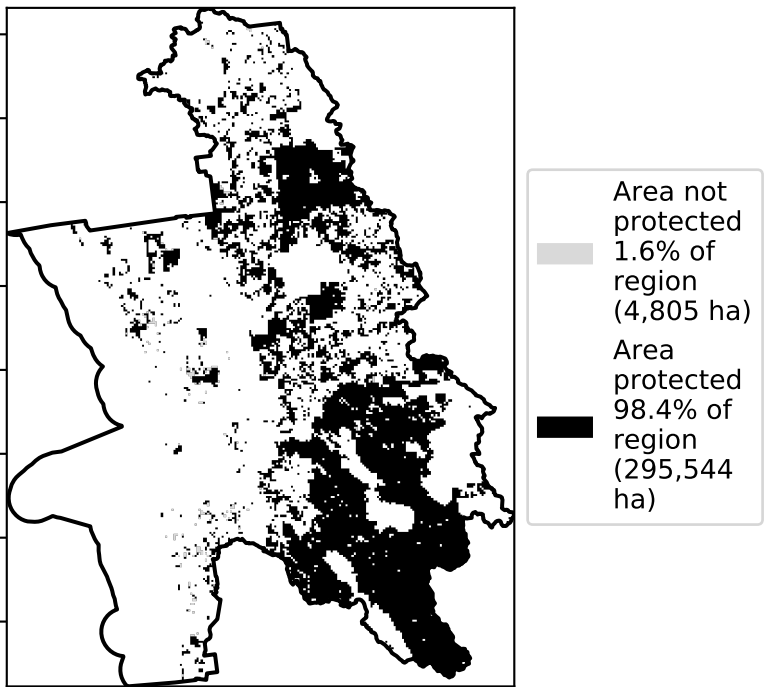 Area not
protected
1.6% of
region
(4,805 ha)
Area
protected
98.4% of
region
(295,544
ha)